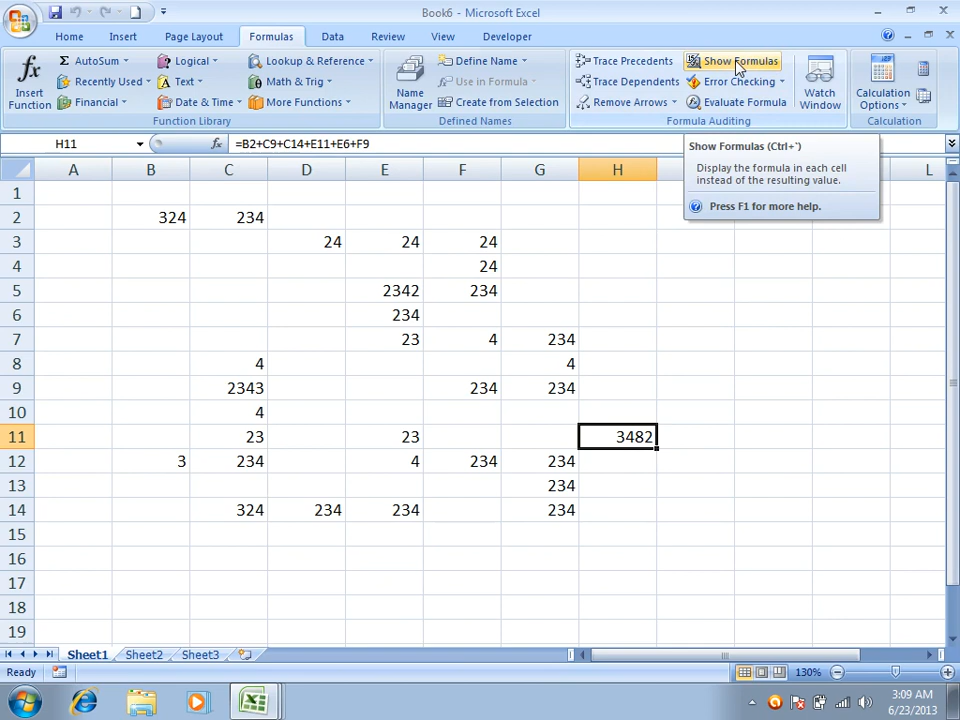 Book6 - Microsoft Excel
Home Insert Page Layout Formulas Data Review View Developer
Insert Function
Σ AutoSum
Recently Used
Financial
Logical
Text
Date & Time
Lookup & Reference
Math & Trig
More Functions
Function Library
Name Manager
Define Name
Use in Formula
Create from Selection
Defined Names
Trace Precedents
Trace Dependents
Remove Arrows
Show Formulas
Error Checking
Evaluate Formula
Formula Auditing
Watch Window
Calculation Options
Calculation
H11 fx =B2+C9+C14+E11+E6+F9
Show Formulas (Ctrl+`)
Display the formula in each cell
instead of the resulting value.
Press F1 for more help.
A B C D E F G H L
1
2 324 234
3 24 24 24
4 24
5 2342 234
6 234
7 23 4 234
8 4 4
9 2343 234 234
10 4
11 23 23 3482
12 3 234 4 234 234
13 234
14 324 234 234 234
15
16
17
18
19
Sheet1 Sheet2 Sheet3
Ready 130%
3:09 AM
6/23/2013